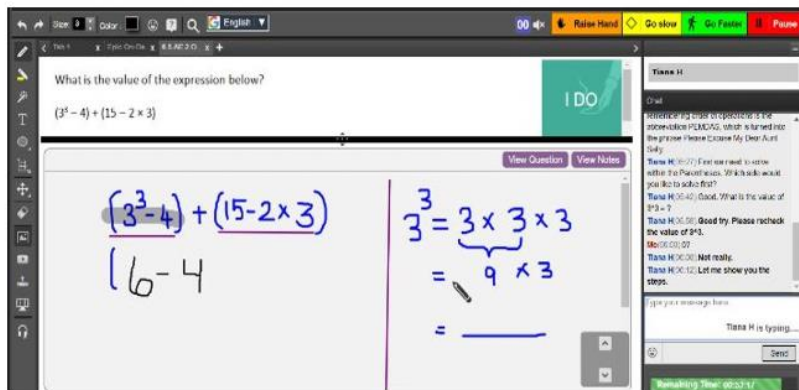 Size: Color:
G English ▼
00
Raise Hand
Go slow
Go Faster
Pause
What is the value of the expression below?
(3³ – 4) + (15 – 2 × 3)
I DO
View Question
View Notes
(3³-4) + (15-2×3)
(6-4
3³ = 3 × 3 × 3
= 9 × 3
= ______
Tiana H
Chat
remembering order of operations is the
abbreviation PEMDAS, which is turned into
the phrase Please Excuse My Dear Aunt
Sally.
First we need to solve
within the Parentheses. Which side would
you like to solve first?
Good. What is the value of
3^3 = ?
Good try. Please recheck
the value of 3^3.
Not really.
Let me show you the
steps.
Type your message here...
Tiana H is typing...
Send
Remaining Time: 00:37:17